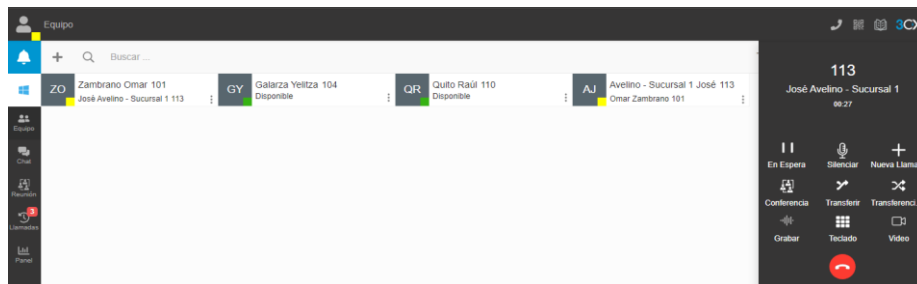 Equipo
3CX
Buscar ...
ZO
Zambrano Omar 101
José Avelino - Sucursal 1 113
GY
Galarza Yelitza 104
Disponible
QR
Quito Raúl 110
Disponible
AJ
Avelino - Sucursal 1 José 113
Omar Zambrano 101
Equipo
Chat
Reunión
3
Llamadas
Panel
113
José Avelino - Sucursal 1
00:27
En Espera
Silenciar
Nueva Llama
Conferencia
Transferir
Transferenci
Grabar
Teclado
Video